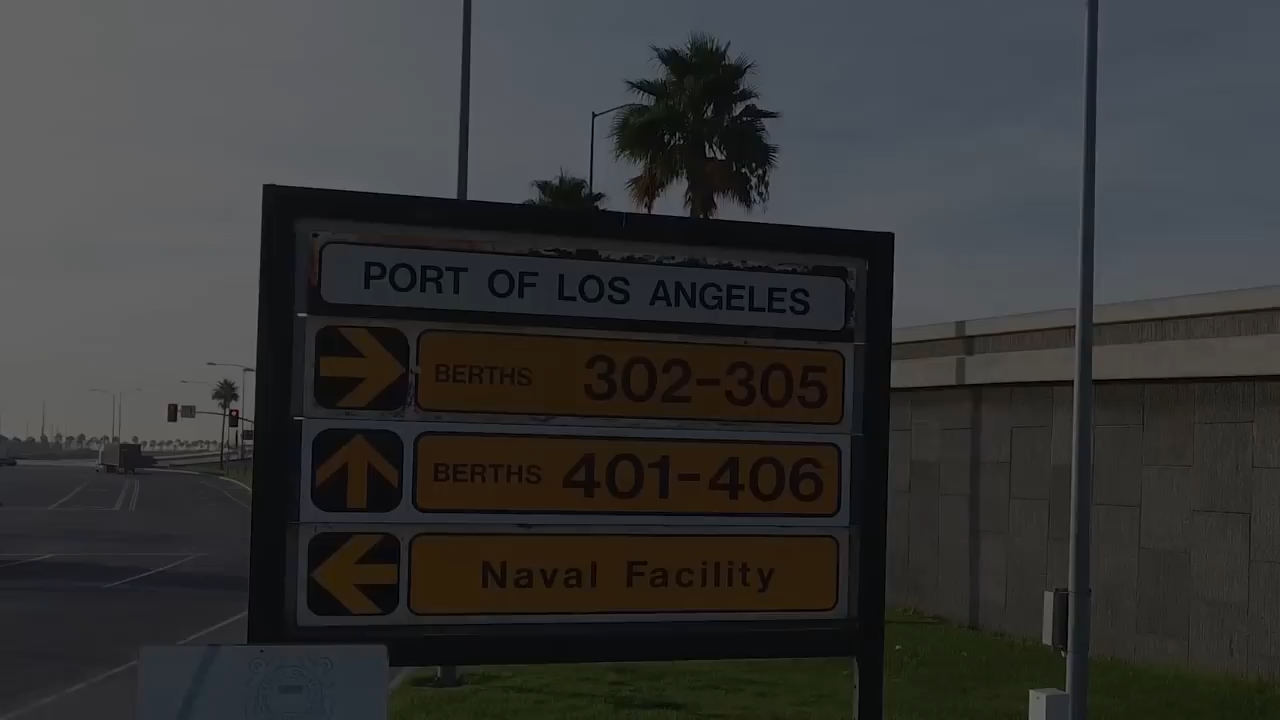 PORT OF LOS ANGELES
BERTHS 302-305
BERTHS 401-406
Naval Facility